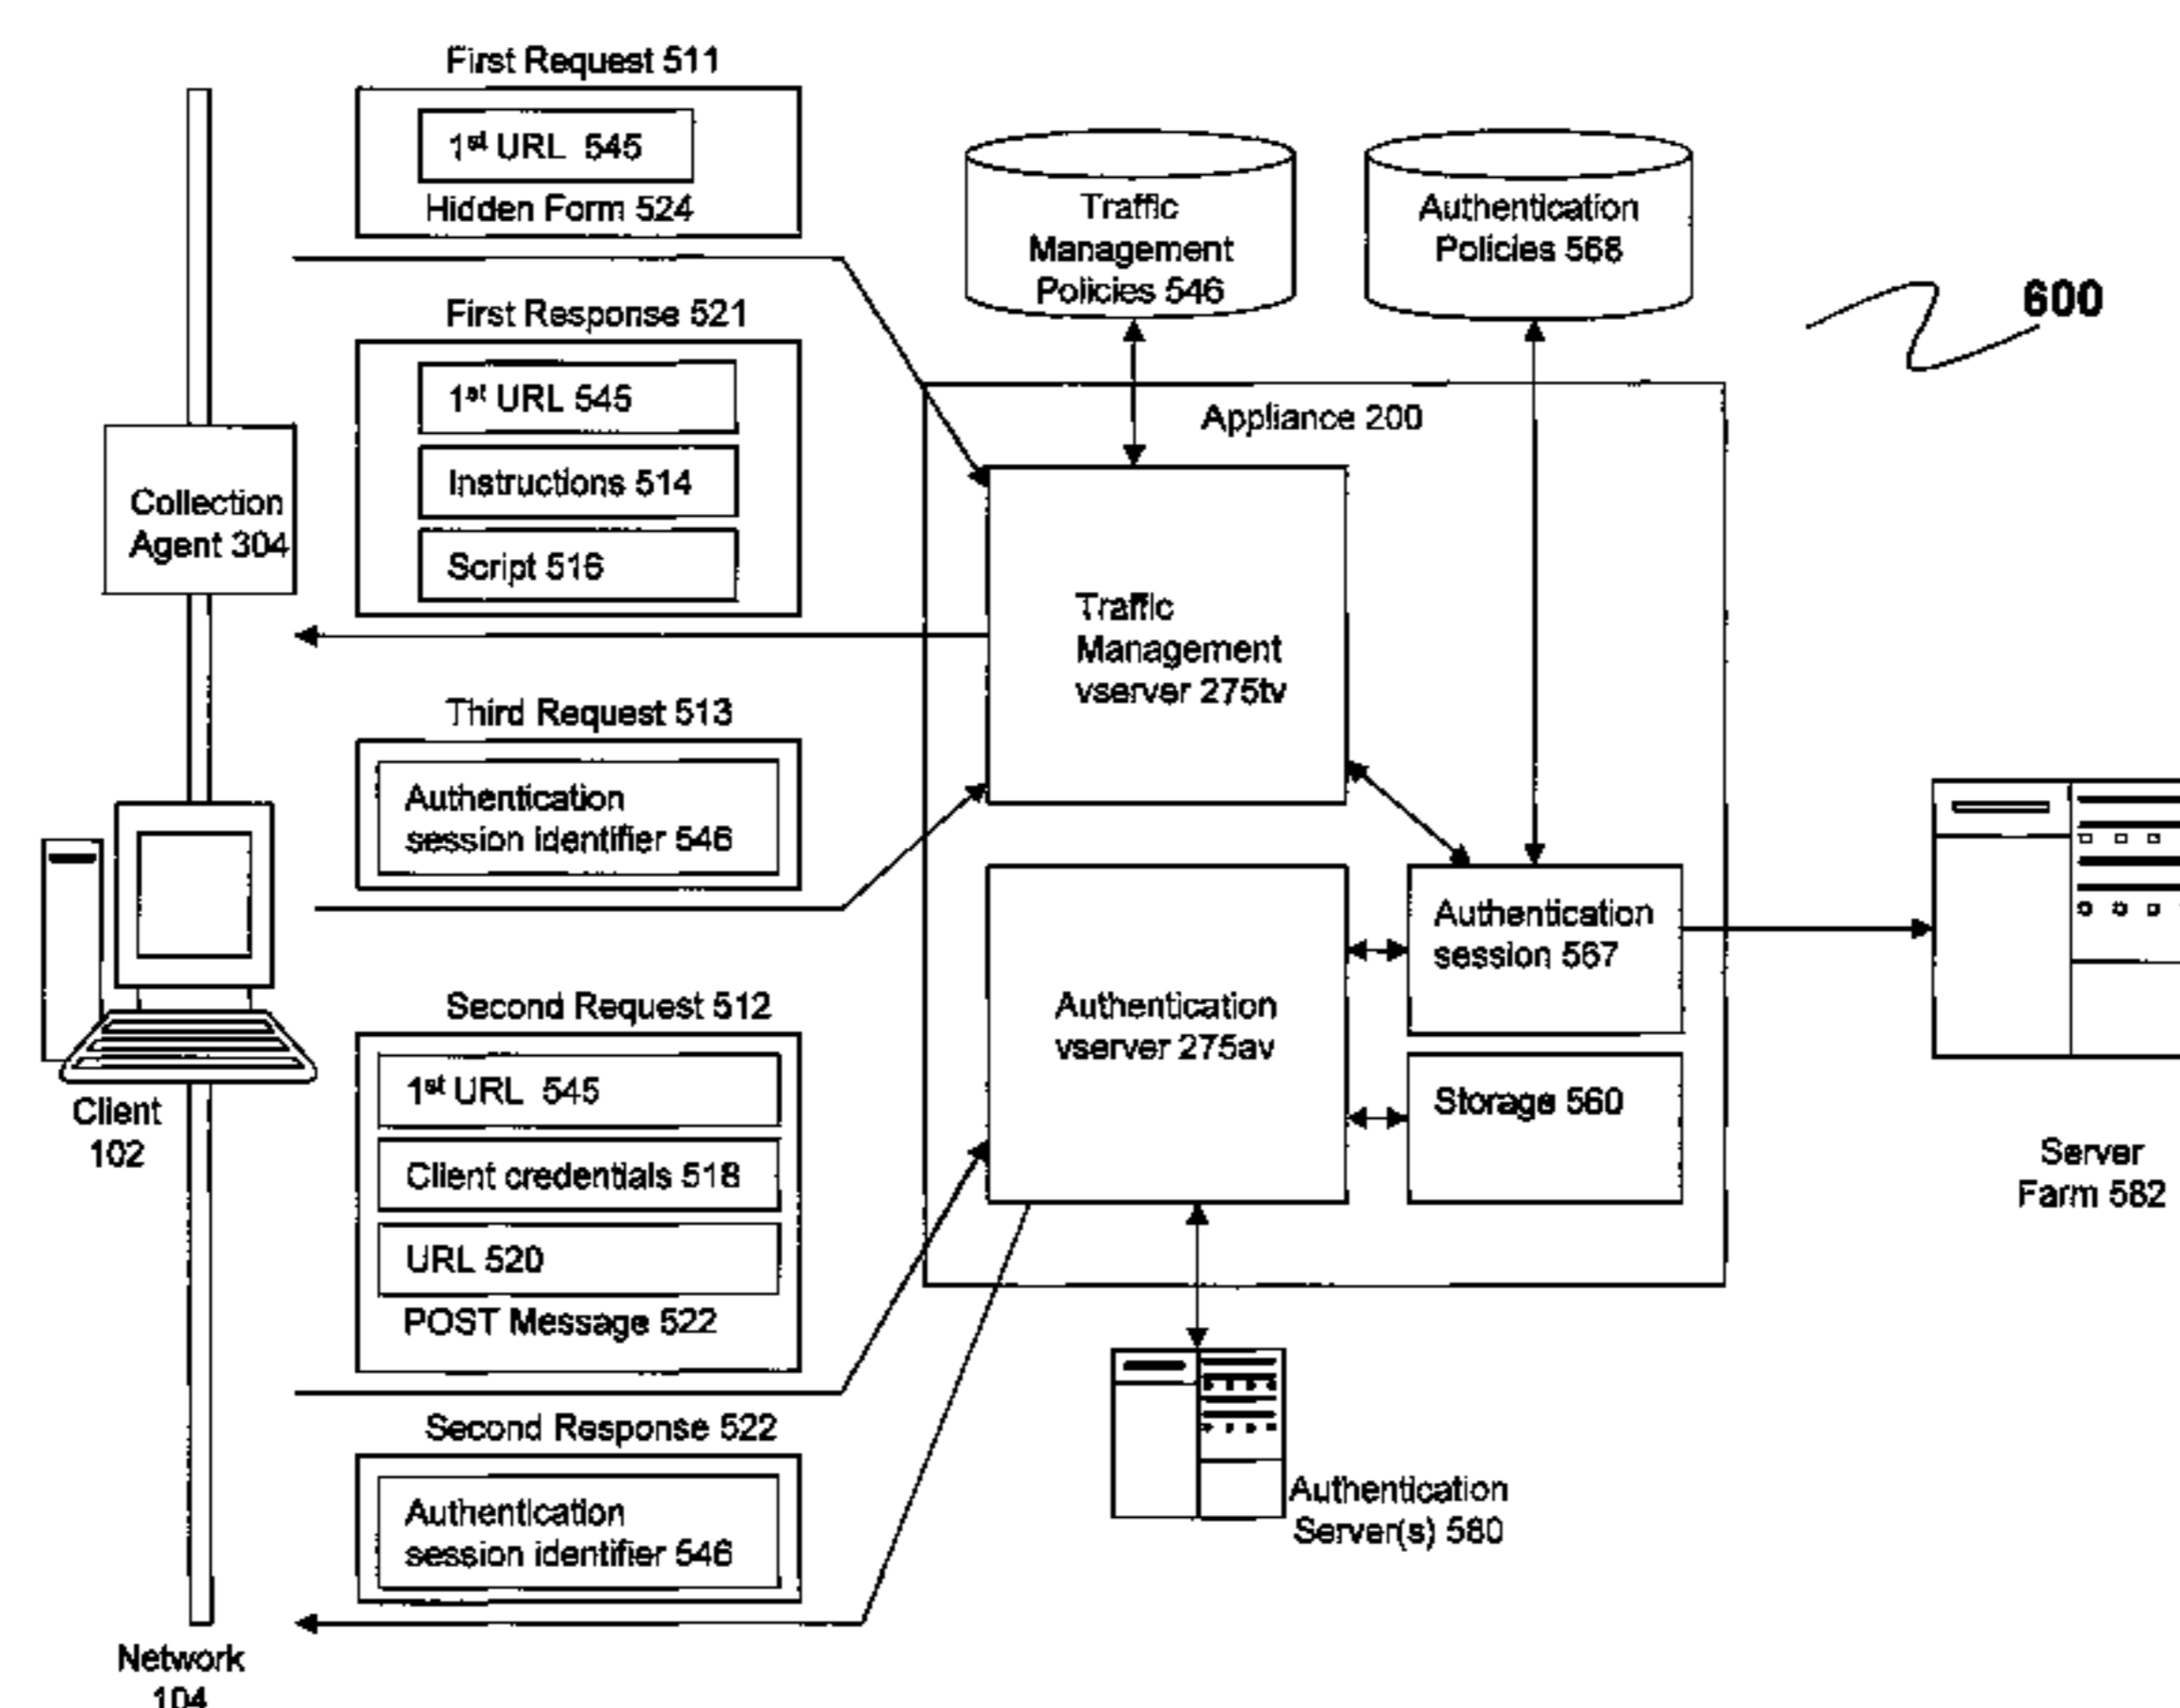 First Request 511
1st URL 545
Hidden Form 524
First Response 521
1st URL 545
Instructions 514
Script 516
Third Request 513
Authentication
session identifier 546
Second Request 512
1st URL 545
Client credentials 518
URL 520
POST Message 522
Second Response 522
Authentication
session identifier 546
Collection
Agent 304
Client
102
Network
104
Traffic
Management
Policies 546
Authentication
Policies 568
600
Appliance 200
Traffic
Management
vserver 275tv
Authentication
vserver 275av
Authentication
session 567
Storage 560
Authentication
Server(s) 580
Server
Farm 582